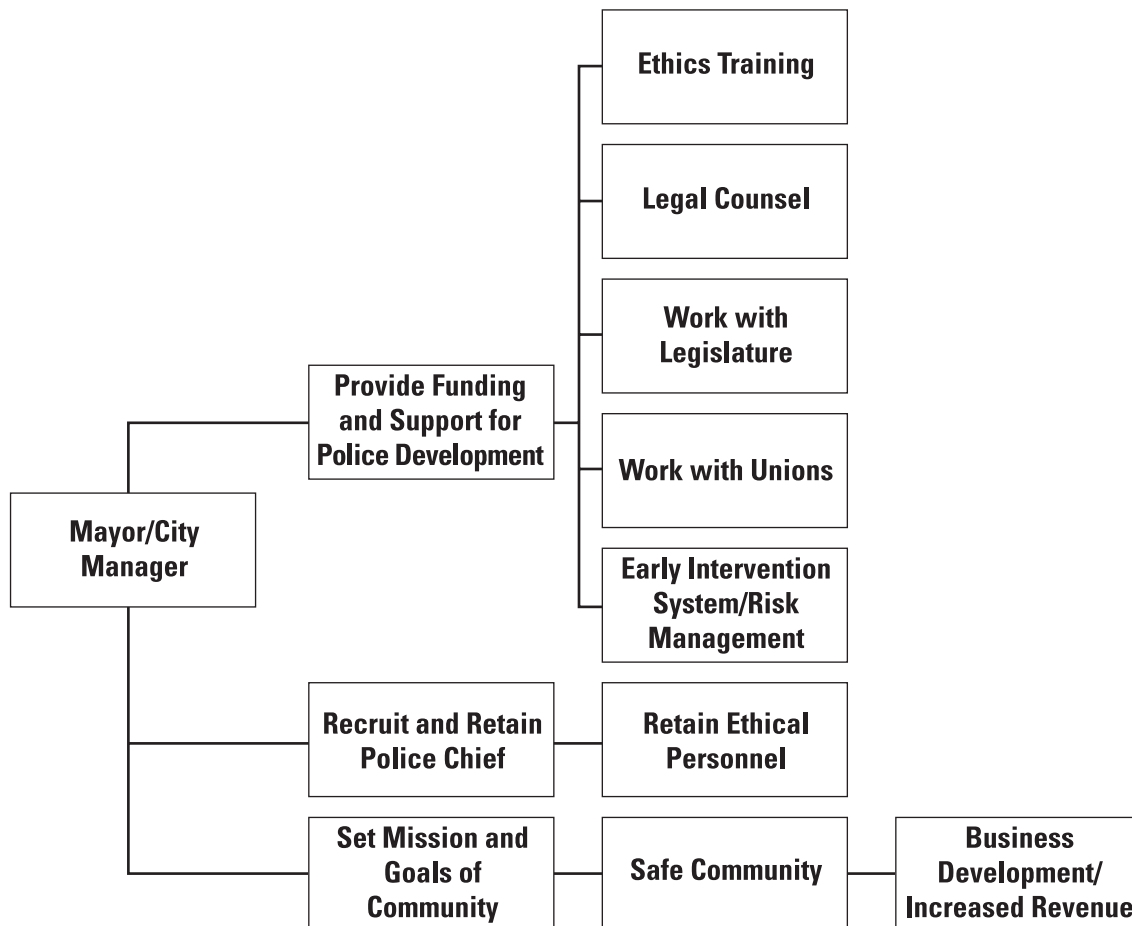 Ethics Training
Legal Counsel
Work with
Legislature
Provide Funding
and Support for
Police Development
Work with Unions
Mayor/City
Manager
Early Intervention
System/Risk
Management
Recruit and Retain
Police Chief
Retain Ethical
Personnel
Set Mission and
Goals of
Community
Safe Community
Business
Development/
Increased Revenue